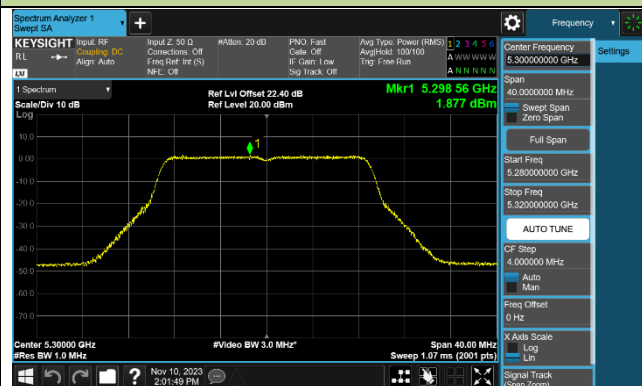 Spectrum Analyzer 1
Swept SA
Frequency
KEYSIGHT
RL
LXI
Input: RF
Coupling: DC
Align: Auto
Input Z: 50 Ω
Corrections: Off
Freq Ref: Int (S)
NFE: Off
#Atten: 20 dB
PNO: Fast
Gate: Off
IF Gain: Low
Sig Track: Off
Avg Type: Power (RMS)
Avg|Hold: 100/100
Trig: Free Run
1 2 3 4 5 6
A W W W W W
A N N N N N
1 Spectrum
Scale/Div 10 dB
Log
Ref Lvl Offset 22.40 dB
Ref Level 20.00 dBm
Mkr1 5.298 56 GHz
1.877 dBm
1
10.0
0.00
-10.0
-20.0
-30.0
-40.0
-50.0
-60.0
-70.0
Center 5.30000 GHz
#Res BW 1.0 MHz
#Video BW 3.0 MHz*
Span 40.00 MHz
Sweep 1.07 ms (2001 pts)
Nov 10, 2023
2:01:49 PM
Center Frequency
5.300000000 GHz
Span
40.0000000 MHz
Swept Span
Zero Span
Full Span
Start Freq
5.280000000 GHz
Stop Freq
5.320000000 GHz
AUTO TUNE
CF Step
4.000000 MHz
Auto
Man
Freq Offset
0 Hz
X Axis Scale
Log
Lin
Signal Track
(Span Zoom)
Settings